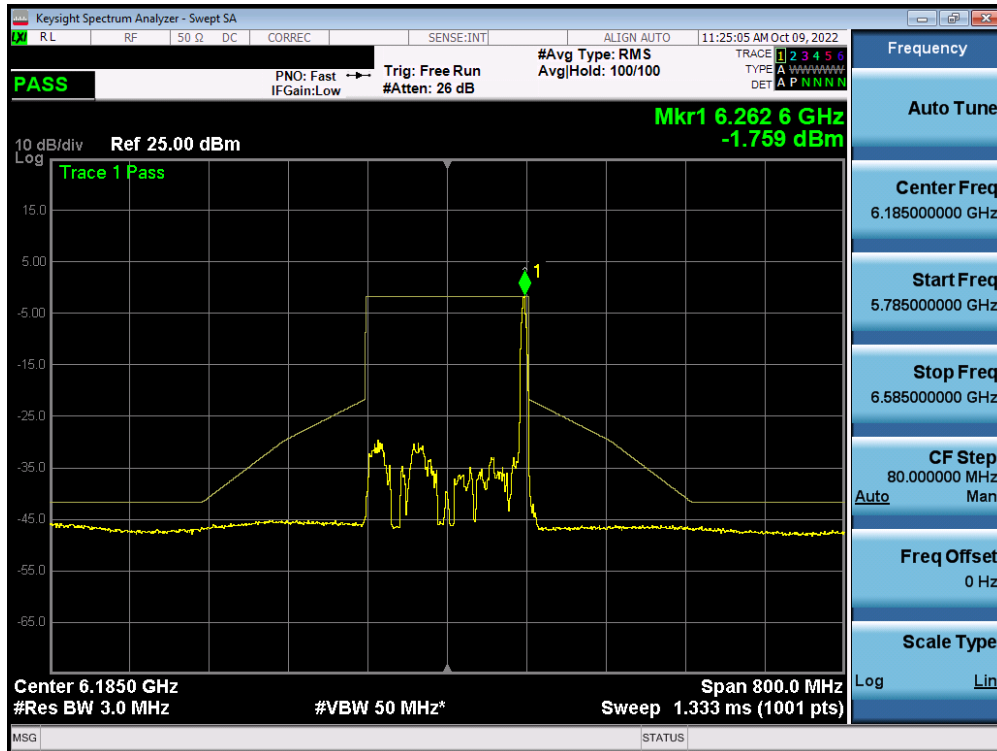 Keysight Spectrum Analyzer - Swept SA
LXI RL RF 50 Ω DC CORREC SENSE:INT ALIGN AUTO 11:25:05 AM Oct 09, 2022
PASS
PNO: Fast
IFGain:Low
Trig: Free Run
#Atten: 26 dB
#Avg Type: RMS
Avg|Hold: 100/100
TRACE 1 2 3 4 5 6
TYPE A WWWWW
DET A P N N N N
Mkr1 6.262 6 GHz
-1.759 dBm
10 dB/div Ref 25.00 dBm
Log
Trace 1 Pass
15.0
5.00
-5.00
-15.0
-25.0
-35.0
-45.0
-55.0
-65.0
1
Center 6.1850 GHz Span 800.0 MHz
#Res BW 3.0 MHz #VBW 50 MHz* Sweep 1.333 ms (1001 pts)
MSG STATUS
Frequency
Auto Tune
Center Freq
6.185000000 GHz
Start Freq
5.785000000 GHz
Stop Freq
6.585000000 GHz
CF Step
80.000000 MHz
Auto Man
Freq Offset
0 Hz
Scale Type
Log Lin